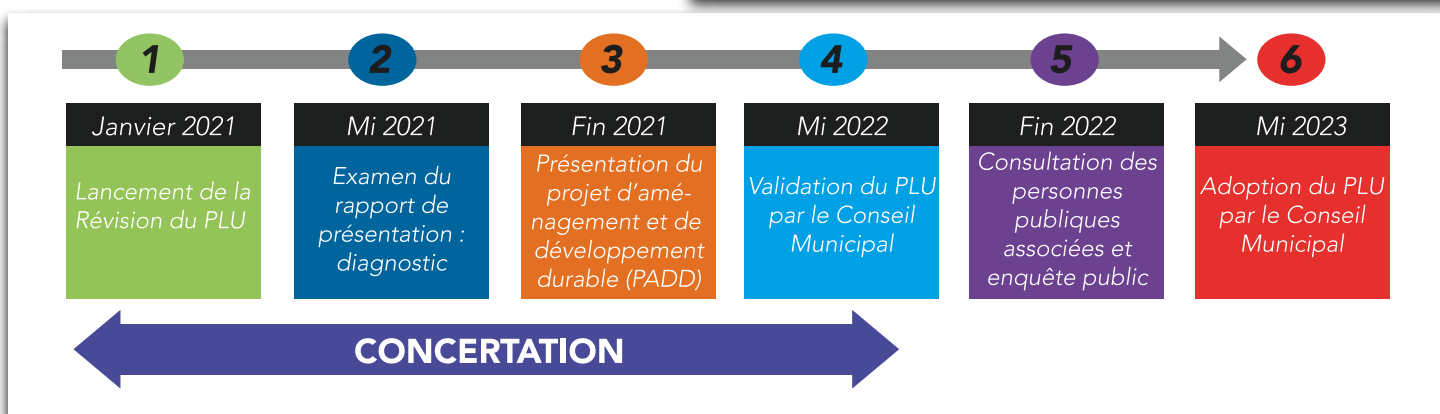 1
2
3
4
5
6
Janvier 2021
Lancement de la
Révision du PLU
Mi 2021
Examen du
rapport de
présentation :
diagnostic
Fin 2021
Présentation du
projet d'amé-
nagement et de
développement
durable (PADD)
Mi 2022
Validation du PLU
par le Conseil
Municipal
Fin 2022
Consultation des
personnes
publiques
associées et
enquête public
Mi 2023
Adoption du PLU
par le Conseil
Municipal
CONCERTATION